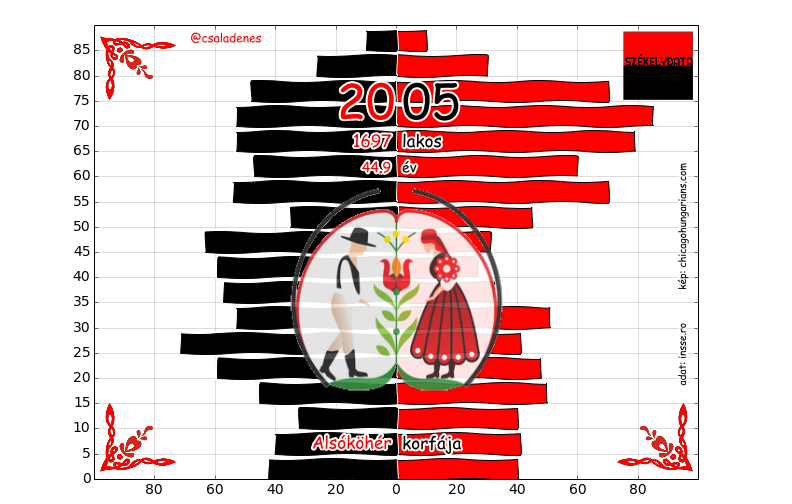 @csaladenes
SZÉKELYDATA
2005
1697 lakos
44.9 év
kép: chicagohungarians.com
adat: insse.ro
Alsóköhér korfája
85
80
75
70
65
60
55
50
45
40
35
30
25
20
15
10
5
0
80 60 40 20 0 20 40 60 80